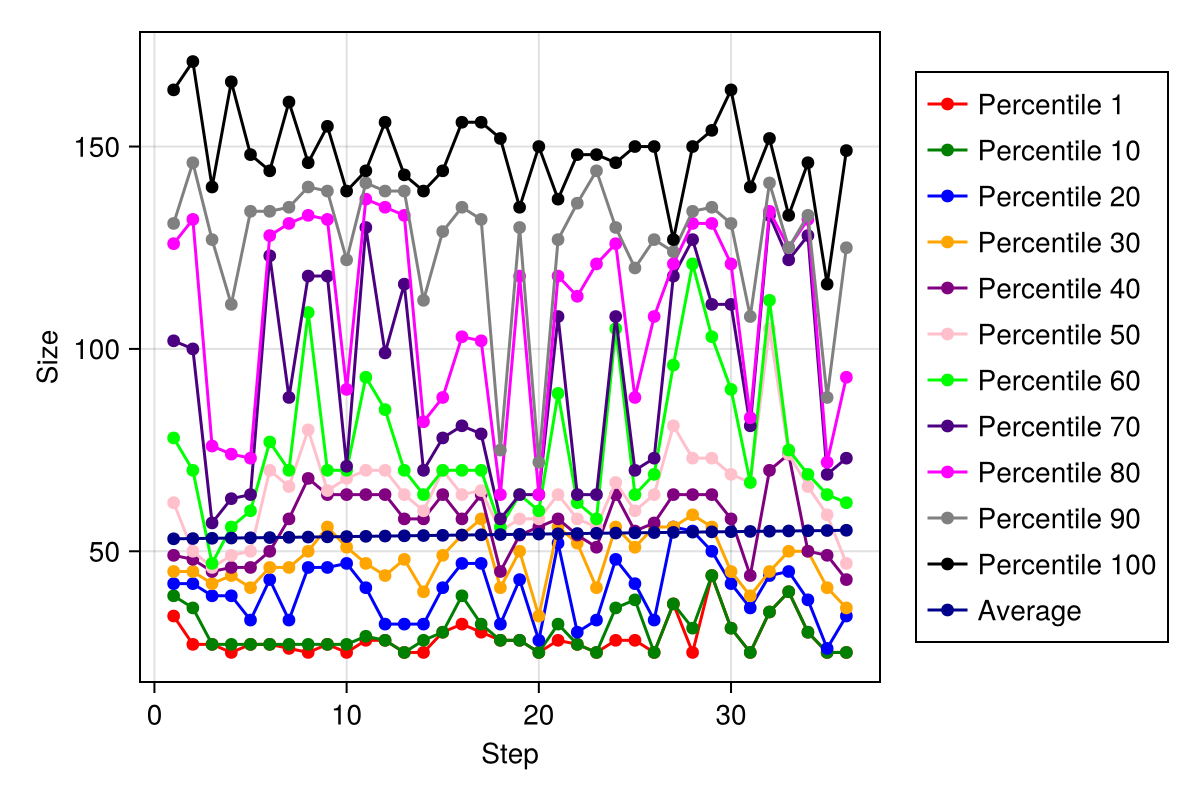 150
100
50
0
10
20
30
Size
Step
Percentile 1
Percentile 10
Percentile 20
Percentile 30
Percentile 40
Percentile 50
Percentile 60
Percentile 70
Percentile 80
Percentile 90
Percentile 100
Average